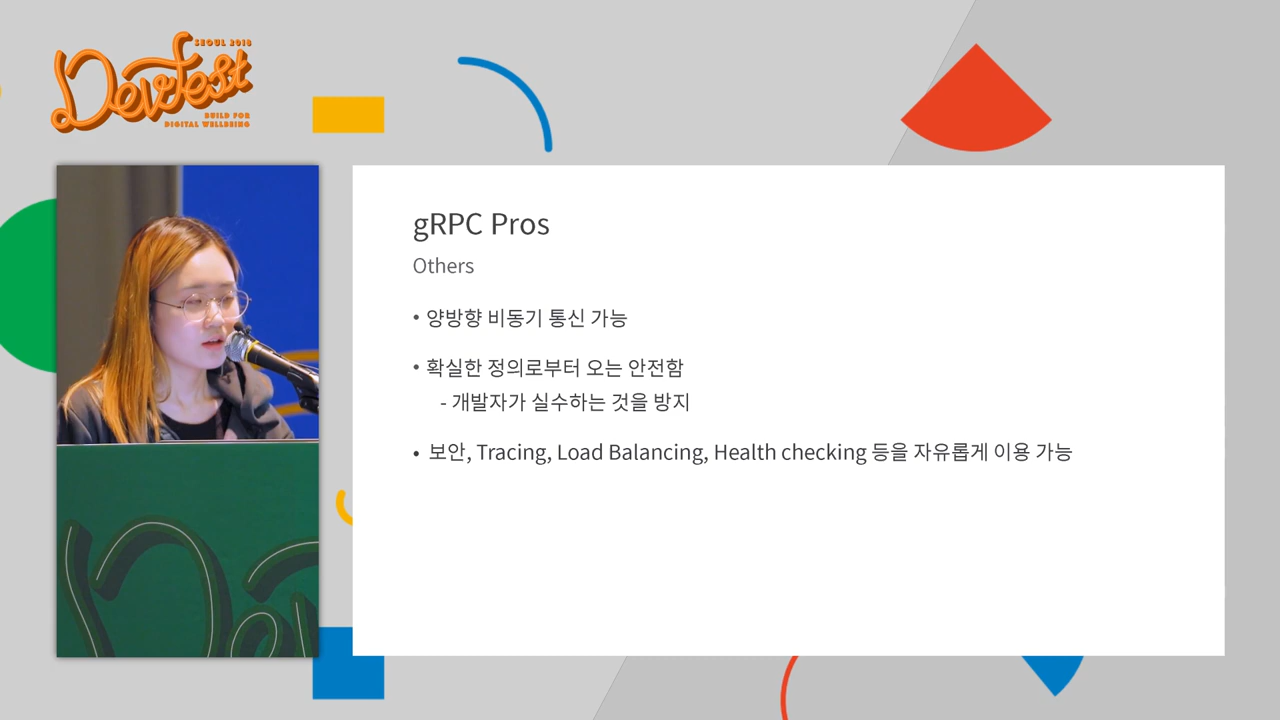 SEOUL 2018
DevFest
BUILD FOR
DIGITAL WELLBEING
gRPC Pros
Others
• 양방향 비동기 통신 가능
• 확실한 정의로부터 오는 안전함
- 개발자가 실수하는 것을 방지
• 보안, Tracing, Load Balancing, Health checking 등을 자유롭게 이용 가능